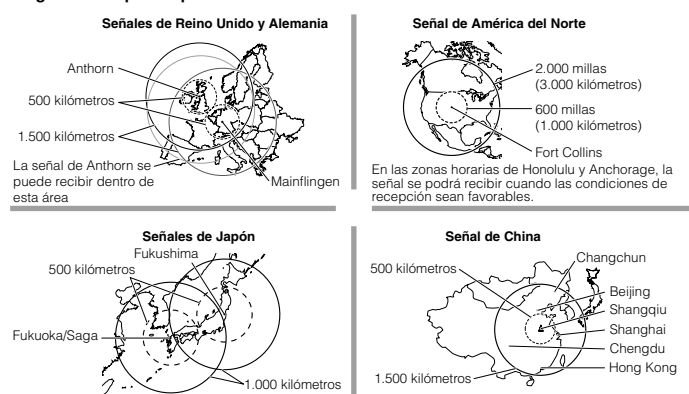 Señales de Reino Unido y Alemania
Anthorn
500 kilómetros
1.500 kilómetros
La señal de Anthorn se
puede recibir dentro de
esta área
Mainflingen
Señal de América del Norte
2.000 millas
(3.000 kilómetros)
600 millas
(1.000 kilómetros)
Fort Collins
En las zonas horarias de Honolulu y Anchorage, la
señal se podrá recibir cuando las condiciones de
recepción sean favorables.
Señales de Japón
Fukushima
500 kilómetros
Fukuoka/Saga
1.000 kilómetros
Señal de China
Changchun
500 kilómetros
Beijing
Shangqiu
Shanghai
Chengdu
Hong Kong
1.500 kilómetros